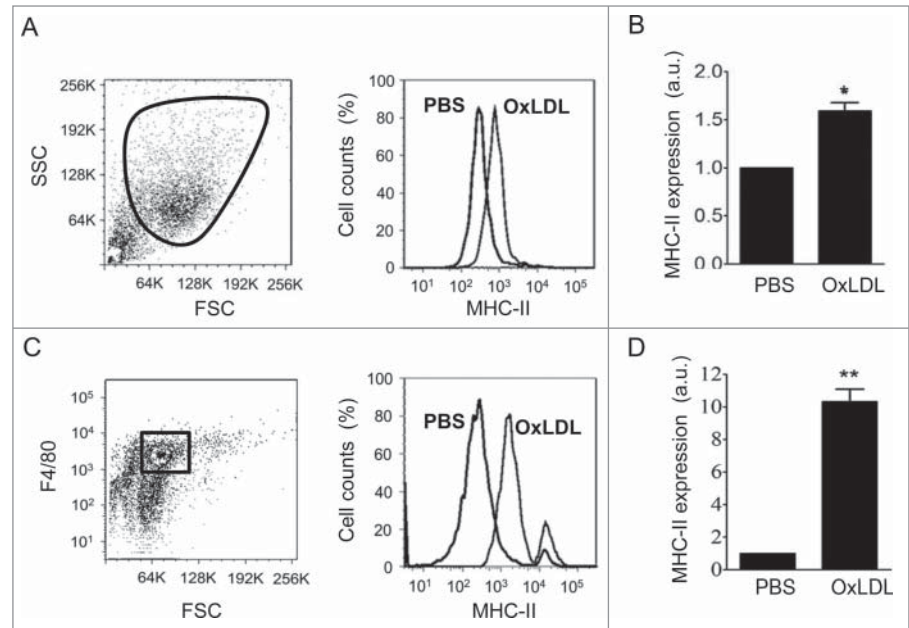 A
SSC
256K
192K
128K
64K
64K 128K 192K 256K
FSC
Cell counts (%)
100
80
60
40
20
0
PBS OxLDL
10¹ 10² 10³ 10⁴ 10⁵
MHC-II
B
MHC-II expression (a.u.)
2.0
1.5
1.0
0.5
0.0
*
PBS OxLDL
C
F4/80
10⁵
10⁴
10³
10²
10¹
64K 128K 192K 256K
FSC
Cell counts (%)
100
80
60
40
20
0
PBS OxLDL
10¹ 10² 10³ 10⁴ 10⁵
MHC-II
D
MHC-II expression (a.u.)
12
10
8
6
4
2
0
**
PBS OxLDL